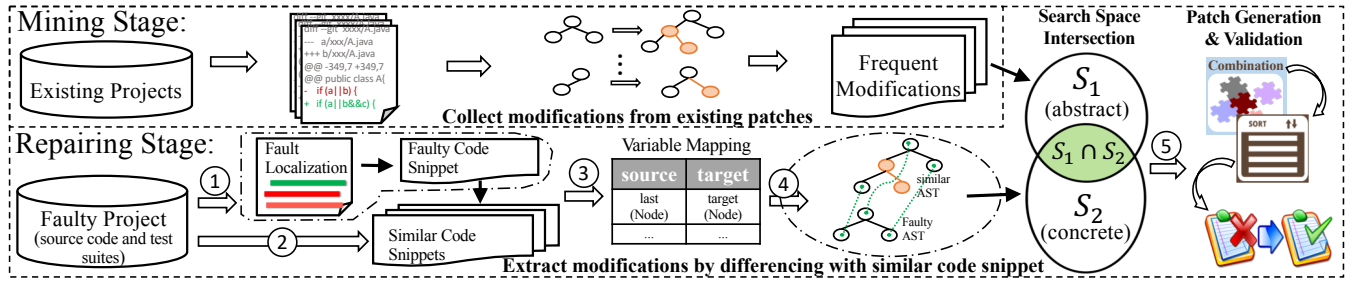 Mining Stage:
Existing Projects
diff --git xxxx/A.java
--- a/xxx/A.java
+++ b/xxx/A.java
@@ -349,7 +349,7
@@ public class A{
- if (a||b) {
+ if (a||b&&c) {
Collect modifications from existing patches
Frequent
Modifications
Search Space
Intersection
S1
(abstract)
S1 ∩ S2
S2
(concrete)
Patch Generation
& Validation
Combination
SORT
Repairing Stage:
Faulty Project
(source code and test
suites)
1
2
Fault
Localization
Faulty Code
Snippet
Similar Code
Snippets
3
Variable Mapping
source target
last target
(Node) (Node)
... ...
4
similar
AST
Faulty
AST
5
Extract modifications by differencing with similar code snippet